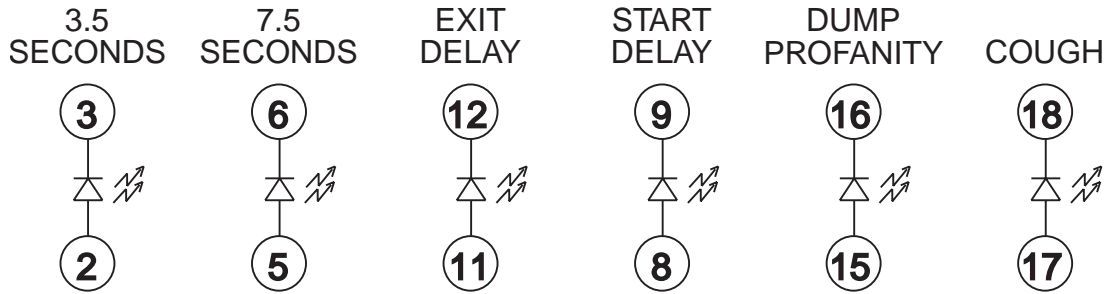 3.5 7.5 EXIT START DUMP
SECONDS SECONDS DELAY DELAY PROFANITY COUGH
3 6 12 9 16 18
2 5 11 8 15 17